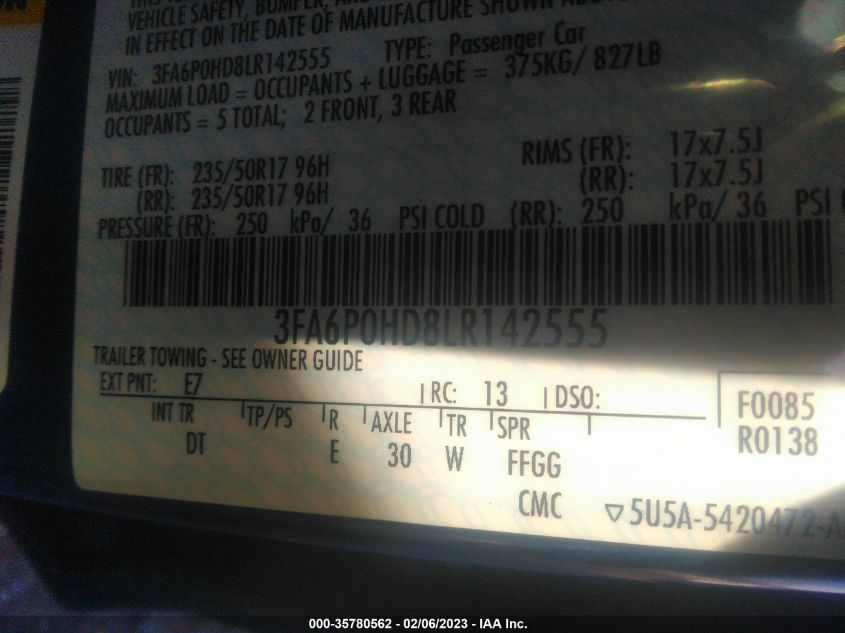 VEHICLE SAFETY, BUMPER, AND
IN EFFECT ON THE DATE OF MANUFACTURE SHOWN
VIN: 3FA6P0HD8LR142555 TYPE: Passenger Car
MAXIMUM LOAD = OCCUPANTS + LUGGAGE = 375KG/ 827LB
OCCUPANTS = 5 TOTAL; 2 FRONT, 3 REAR
TIRE (FR): 235/50R17 96H RIMS (FR): 17x7.5J
(RR): 235/50R17 96H (RR): 17x7.5J
PRESSURE (FR): 250 kPa/ 36 PSI COLD (RR): 250 kPa/ 36 PSI
3FA6P0HD8LR142555
TRAILER TOWING - SEE OWNER GUIDE
EXT PNT: E7 RC: 13 DSO: F0085
INT TR TP/PS R AXLE TR SPR R0138
DT E 30 W FFGG
CMC ▽5U5A-5420472-A
000-35780562 - 02/06/2023 - IAA Inc.